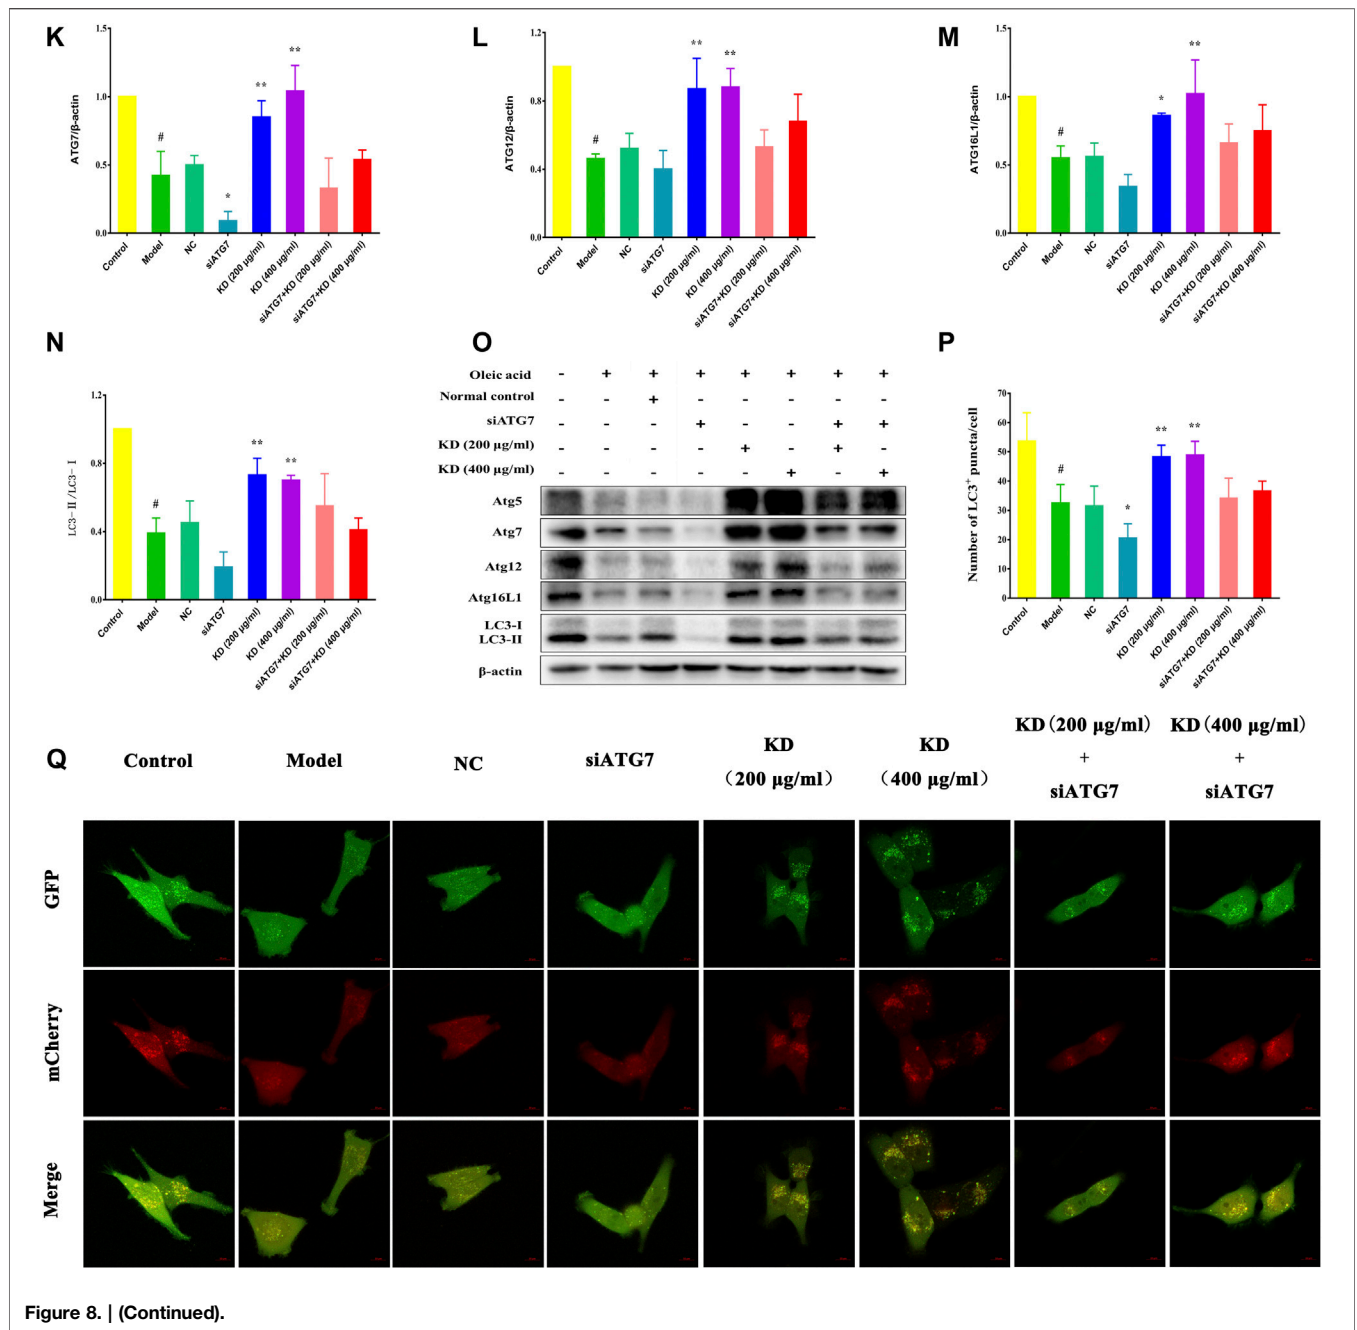 K
ATG7/β-actin
1.5
1.0
0.5
0.0
#
*
**
**
Control
Model
NC
siATG7
KD (200 μg/ml)
KD (400 μg/ml)
siATG7+KD (200 μg/ml)
siATG7+KD (400 μg/ml)
L
ATG12/β-actin
1.2
0.8
0.4
0.0
#
**
**
Control
Model
NC
siATG7
KD (200 μg/ml)
KD (400 μg/ml)
siATG7+KD (200 μg/ml)
siATG7+KD (400 μg/ml)
M
ATG16L1/β-actin
1.5
1.0
0.5
0.0
#
*
**
Control
Model
NC
siATG7
KD (200 μg/ml)
KD (400 μg/ml)
siATG7+KD (200 μg/ml)
siATG7+KD (400 μg/ml)
N
LC3-II/LC3-I
1.2
0.8
0.4
0.0
#
**
**
Control
Model
NC
siATG7
KD (200 μg/ml)
KD (400 μg/ml)
siATG7+KD (200 μg/ml)
siATG7+KD (400 μg/ml)
O
Oleic acid - + + + + + + +
Normal control - - + - - - - -
siATG7 - - - + - - + +
KD (200 μg/ml) - - - - + - + -
KD (400 μg/ml) - - - - - + - +
Atg5
Atg7
Atg12
Atg16L1
LC3-I
LC3-II
β-actin
P
Number of LC3⁺ puncta/cell
70
60
50
40
30
20
10
0
#
*
**
**
Control
Model
NC
siATG7
KD (200 μg/ml)
KD (400 μg/ml)
siATG7+KD (200 μg/ml)
siATG7+KD (400 μg/ml)
Q
Control
Model
NC
siATG7
KD
(200 μg/ml)
KD
(400 μg/ml)
KD (200 μg/ml)
+
siATG7
KD (400 μg/ml)
+
siATG7
GFP
mCherry
Merge
Figure 8. | (Continued).